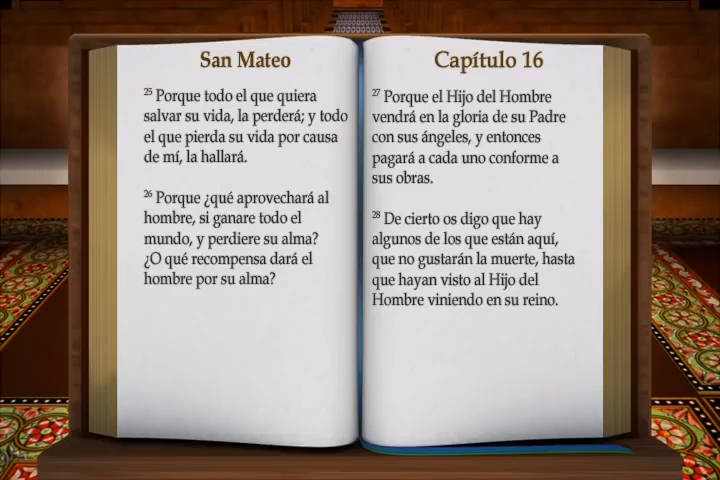 San Mateo
25 Porque todo el que quiera
salvar su vida, la perderá; y todo
el que pierda su vida por causa
de mí, la hallará.
26 Porque ¿qué aprovechará al
hombre, si ganare todo el
mundo, y perdiere su alma?
¿O qué recompensa dará el
hombre por su alma?
Capítulo 16
27 Porque el Hijo del Hombre
vendrá en la gloria de su Padre
con sus ángeles, y entonces
pagará a cada uno conforme a
sus obras.
28 De cierto os digo que hay
algunos de los que están aquí,
que no gustarán la muerte, hasta
que hayan visto al Hijo del
Hombre viniendo en su reino.